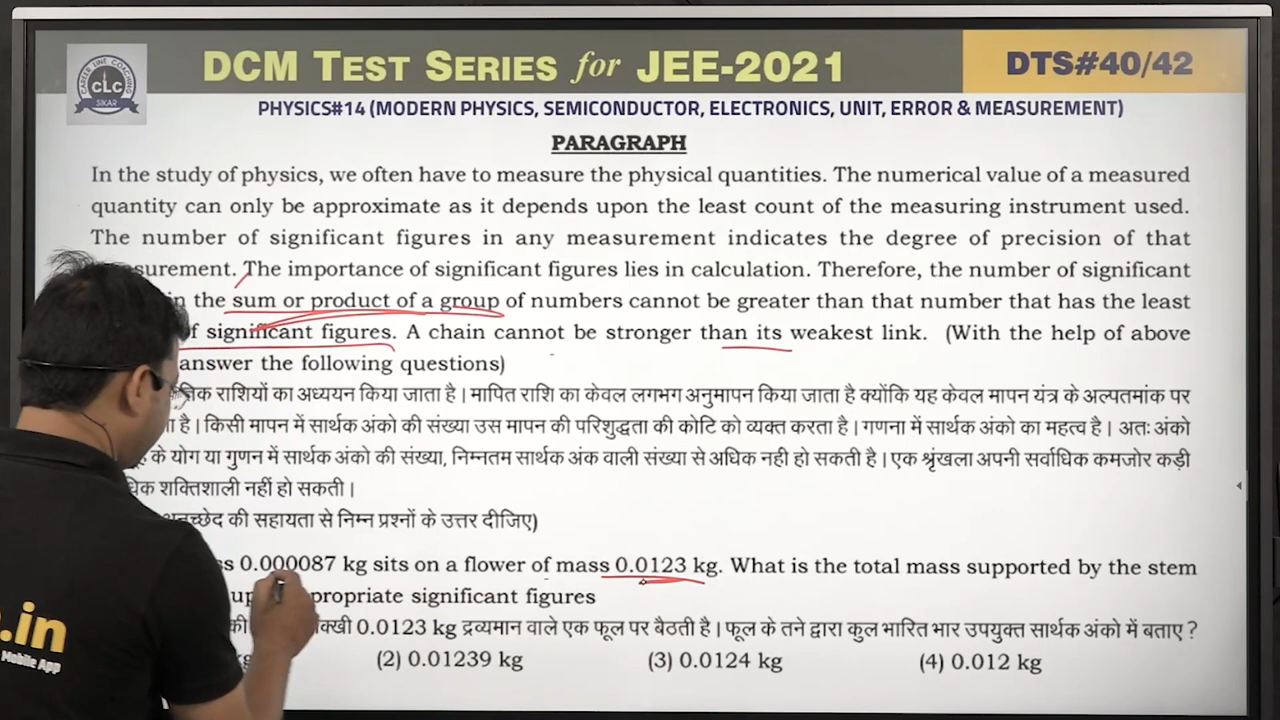 CAREER LINE COACHING
CLC
SIKAR
DCM TEST SERIES for JEE-2021
DTS#40/42
PHYSICS#14 (MODERN PHYSICS, SEMICONDUCTOR, ELECTRONICS, UNIT, ERROR & MEASUREMENT)
PARAGRAPH
In the study of physics, we often have to measure the physical quantities. The numerical value of a measured
quantity can only be approximate as it depends upon the least count of the measuring instrument used.
The number of significant figures in any measurement indicates the degree of precision of that
surement. The importance of significant figures lies in calculation. Therefore, the number of significant
n the sum or product of a group of numbers cannot be greater than that number that has the least
f significant figures. A chain cannot be stronger than its weakest link. (With the help of above
answer the following questions)
राशियों का अध्ययन किया जाता है। मापित राशि का केवल लगभग अनुमापन किया जाता है क्योंकि यह केवल मापन यंत्र के अल्पतमांक पर
है। किसी मापन में सार्थक अंको की संख्या उस मापन की परिशुद्धता की कोटि को व्यक्त करता है। गणना में सार्थक अंको का महत्व है। अतः अंको
के योग या गुणन में सार्थक अंको की संख्या, निम्नतम सार्थक अंक वाली संख्या से अधिक नही हो सकती है। एक श्रृंखला अपनी सर्वाधिक कमजोर कड़ी
धिक शक्तिशाली नहीं हो सकती।
अनुच्छेद की सहायता से निम्न प्रश्नों के उत्तर दीजिए)
ss 0.000087 kg sits on a flower of mass 0.0123 kg. What is the total mass supported by the stem
up propriate significant figures
की क्खी 0.0123 kg द्रव्यमान वाले एक फूल पर बैठती है। फूल के तने द्वारा कुल भारित भार उपयुक्त सार्थक अंको में बताए ?
(2) 0.01239 kg (3) 0.0124 kg (4) 0.012 kg
.in
Mobile App